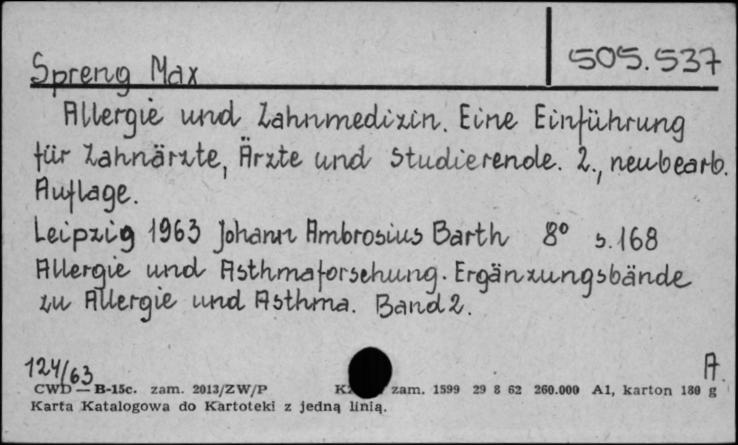 505.537
Spreng Max
Allergie und Zahnmedizin. Eine Einführung
für Zahnärzte, Ärzte und Studierende. 2., neubearb.
Auflage.
Leipzig 1963 Johann Ambrosius Barth 8° s. 168
Allergie und Asthmaforschung. Ergänzungsbände
zu Allergie und Asthma. Band 2.
124/63 A
CWD — B-15c. zam. 2013/ZW/P zam. 1599 29 8 62 260.000 A1, karton 180 g
Karta Katalogowa do Kartoteki z jedną linią.